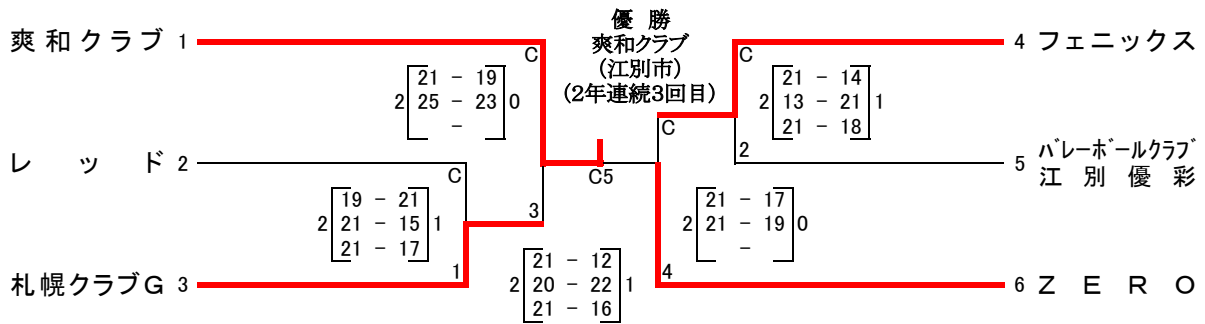 優 勝
爽和クラブ
(江別市)
(2年連続3回目)
爽 和 ク ラ ブ 1
C
21 - 19
2 25 - 23 0
-
レ ッ ド 2
C
19 - 21
2 21 - 15 1
21 - 17
3
札幌クラブG 3
1
C5
21 - 12
2 20 - 22 1
21 - 16
4 フェニックス
C
21 - 14
2 13 - 21 1
21 - 18
C
2
5 バレーボールクラブ
江 別 優 彩
21 - 17
2 21 - 19 0
-
4
6 Z E R O